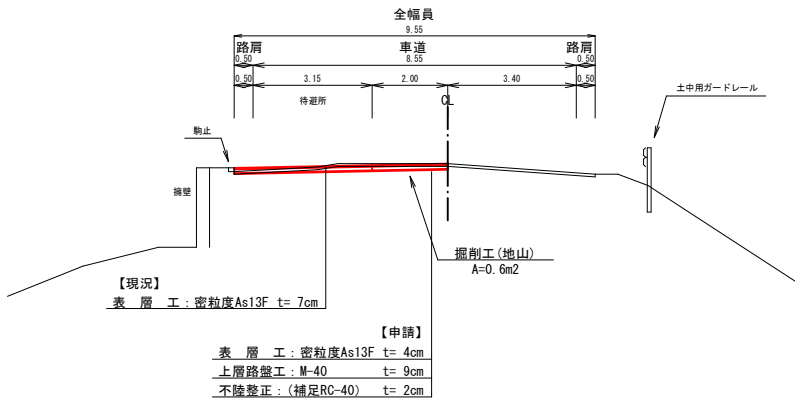 全幅員
9.55
路肩 車道 路肩
0.50 8.55 0.50
0.50 3.15 2.00 3.40 0.50
待避所 CL
土中用ガードレール
駒止
擁壁
掘削工(地山)
A=0.6m2
【現況】
表 層 工:密粒度As13F t= 7cm
【申請】
表 層 工:密粒度As13F t= 4cm
上層路盤工:M-40 t= 9cm
不陸整正:(補足RC-40) t= 2cm